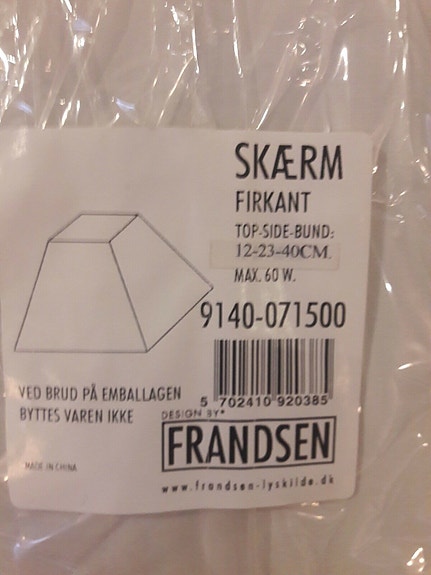 SKÆRM
FIRKANT
TOP-SIDE-BUND:
12-23-40CM.
MAX. 60 W.
9140-071500
5 702410 920385
VED BRUD PÅ EMBALLAGEN
BYTTES VAREN IKKE
DESIGN BY*
FRANDSEN
MADE IN CHINA
www.frandsen-lyskilde.dk